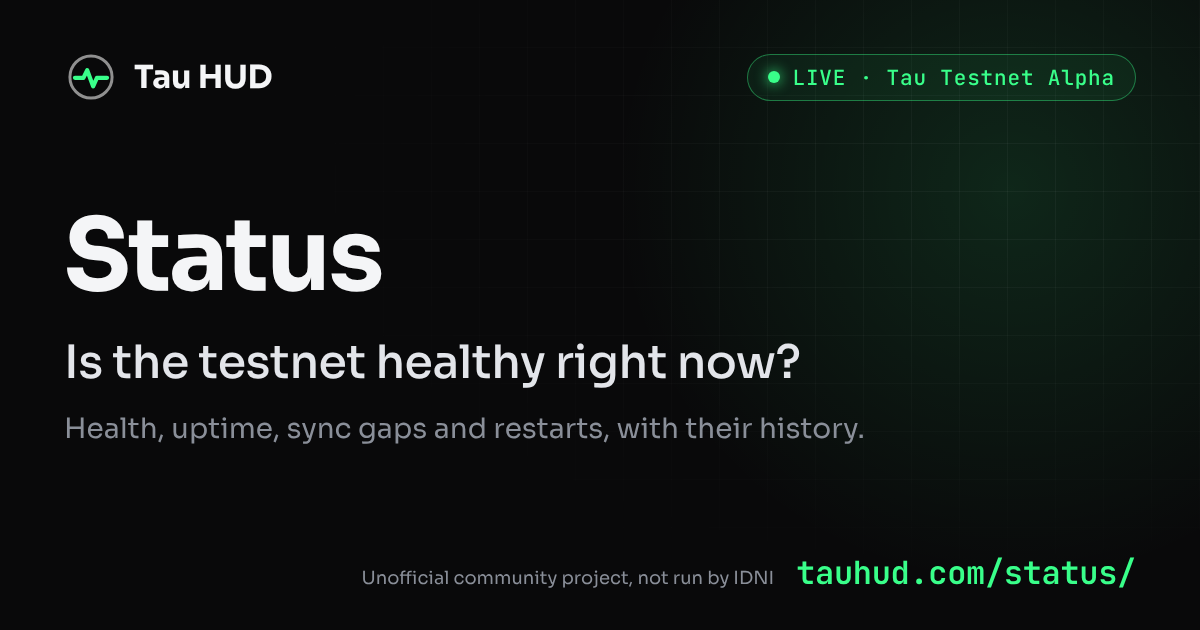 Tau HUD
LIVE · Tau Testnet Alpha
Status
Is the testnet healthy right now?
Health, uptime, sync gaps and restarts, with their history.
Unofficial community project, not run by IDNI
tauhud.com/status/